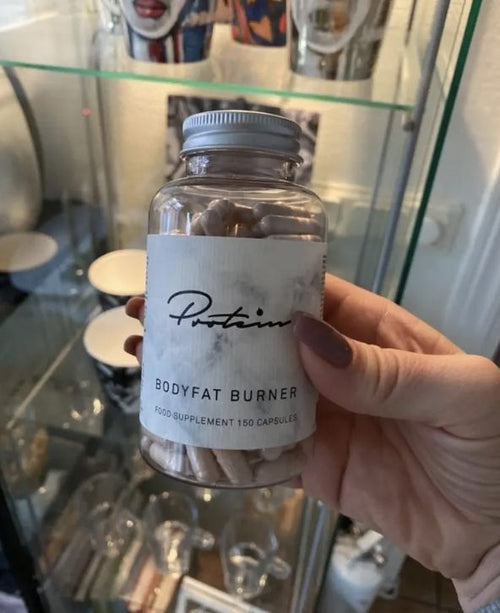 Protein
BODYFAT BURNER
FOOD SUPPLEMENT 150 CAPSULES